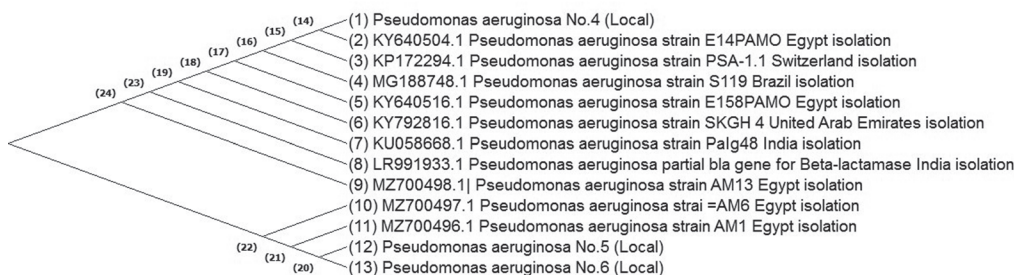 (14) (1) Pseudomonas aeruginosa No.4 (Local)
(15) (2) KY640504.1 Pseudomonas aeruginosa strain E14PAMO Egypt isolation
(16) (3) KP172294.1 Pseudomonas aeruginosa strain PSA-1.1 Switzerland isolation
(17) (4) MG188748.1 Pseudomonas aeruginosa strain S119 Brazil isolation
(18) (5) KY640516.1 Pseudomonas aeruginosa strain E158PAMO Egypt isolation
(19) (6) KY792816.1 Pseudomonas aeruginosa strain SKGH 4 United Arab Emirates isolation
(23) (7) KU058668.1 Pseudomonas aeruginosa strain PaIg48 India isolation
(24) (8) LR991933.1 Pseudomonas aeruginosa partial bla gene for Beta-lactamase India isolation
(9) MZ700498.1| Pseudomonas aeruginosa strain AM13 Egypt isolation
(10) MZ700497.1 Pseudomonas aeruginosa strai =AM6 Egypt isolation
(22) (11) MZ700496.1 Pseudomonas aeruginosa strain AM1 Egypt isolation
(21) (12) Pseudomonas aeruginosa No.5 (Local)
(20) (13) Pseudomonas aeruginosa No.6 (Local)